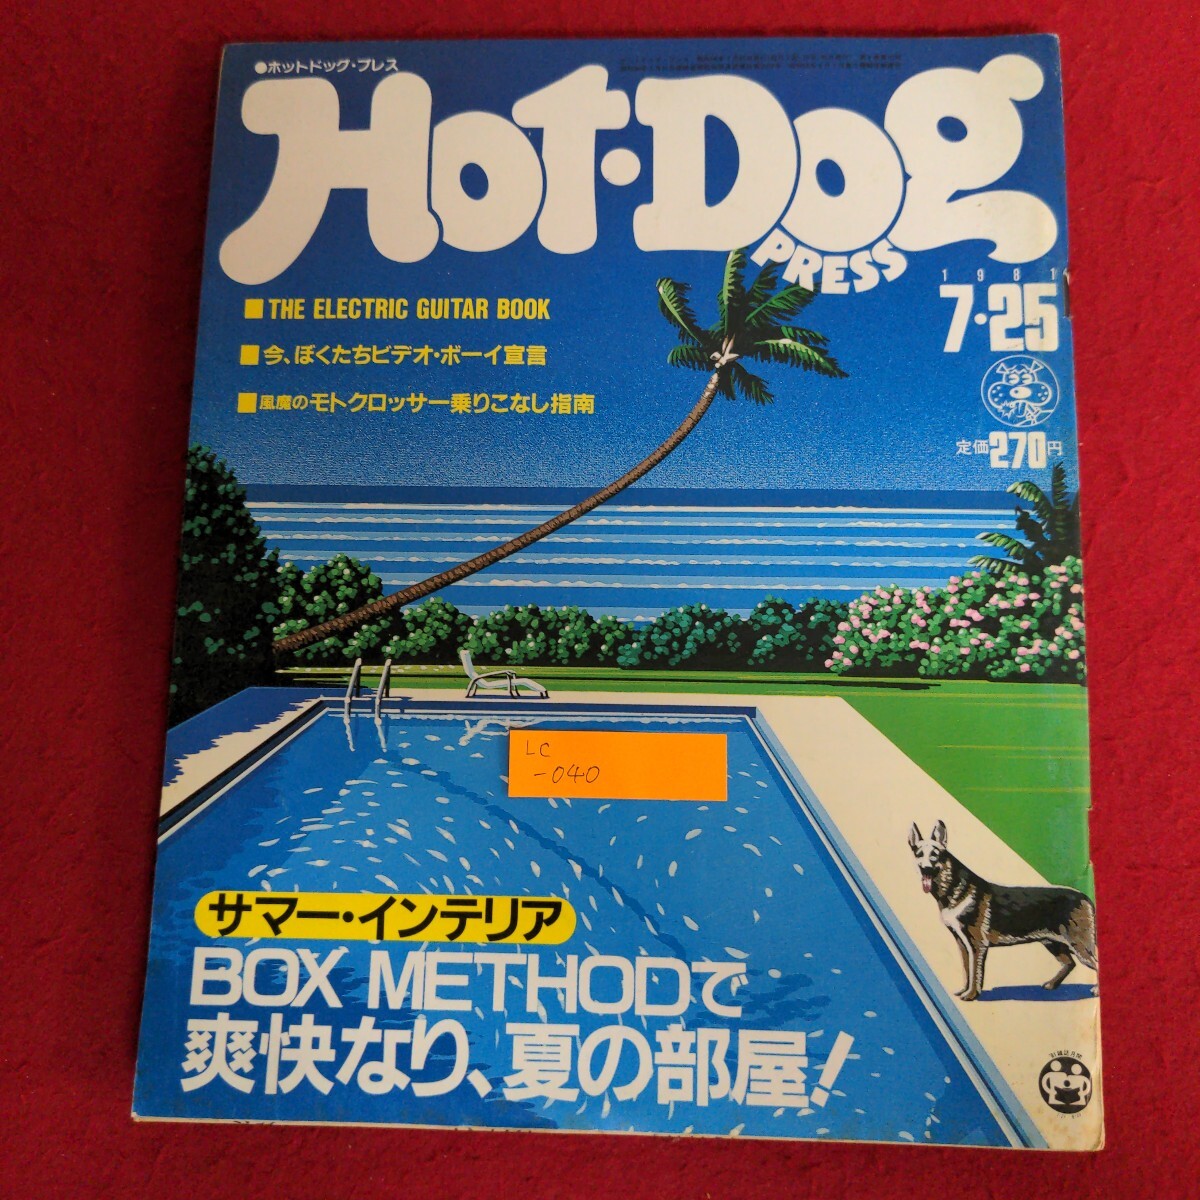 ●ホットドッグ・プレス
Hot・Dog
PRESS
1981
7・25
定価270円
■THE ELECTRIC GUITAR BOOK
■今、ぼくたちビデオ・ボーイ宣言
■風魔のモトクロッサー乗りこなし指南
LC
-040
サマー・インテリア
BOX METHODで
爽快なり、夏の部屋!